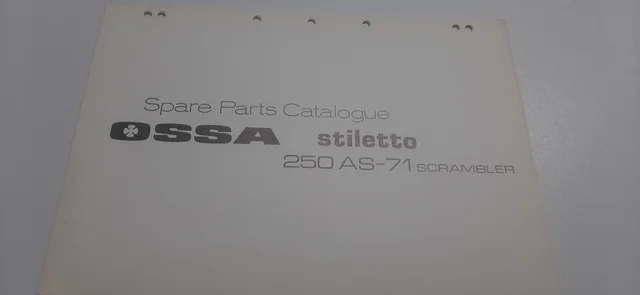 Spare Parts Catalogue
OSSA stiletto
250 AS-71 SCRAMBLER